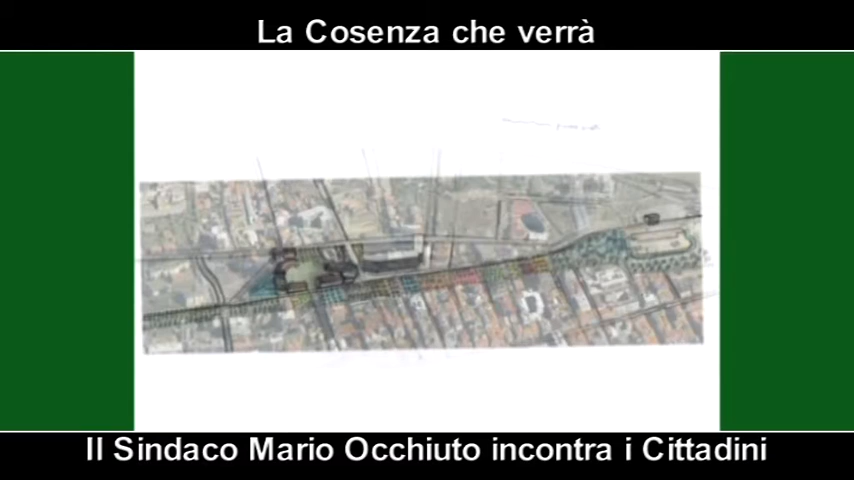 La Cosenza che verrà
Il Sindaco Mario Occhiuto incontra i Cittadini